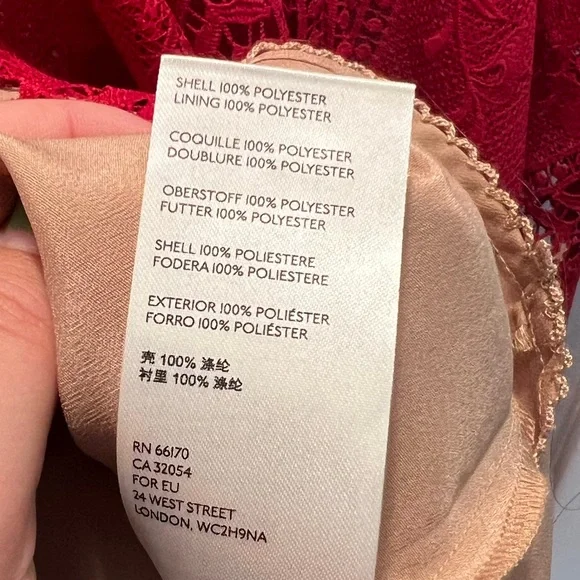 SHELL 100% POLYESTER
LINING 100% POLYESTER
COQUILLE 100% POLYESTER
DOUBLURE 100% POLYESTER
OBERSTOFF 100% POLYESTER
FUTTER 100% POLYESTER
SHELL 100% POLIESTERE
FODERA 100% POLIESTERE
EXTERIOR 100% POLIÉSTER
FORRO 100% POLIÉSTER
壳 100% 涤纶
衬里 100% 涤纶
RN 66170
CA 32054
FOR EU
24 WEST STREET
LONDON, WC2H9NA